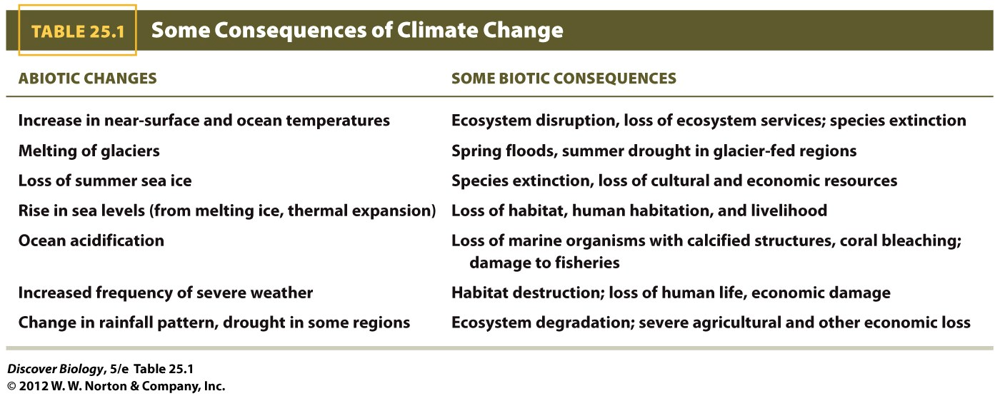 TABLE 25.1 Some Consequences of Climate Change
ABIOTIC CHANGES SOME BIOTIC CONSEQUENCES
Increase in near-surface and ocean temperatures Ecosystem disruption, loss of ecosystem services; species extinction
Melting of glaciers Spring floods, summer drought in glacier-fed regions
Loss of summer sea ice Species extinction, loss of cultural and economic resources
Rise in sea levels (from melting ice, thermal expansion) Loss of habitat, human habitation, and livelihood
Ocean acidification Loss of marine organisms with calcified structures, coral bleaching;
damage to fisheries
Increased frequency of severe weather Habitat destruction; loss of human life, economic damage
Change in rainfall pattern, drought in some regions Ecosystem degradation; severe agricultural and other economic loss
Discover Biology, 5/e Table 25.1
© 2012 W. W. Norton & Company, Inc.